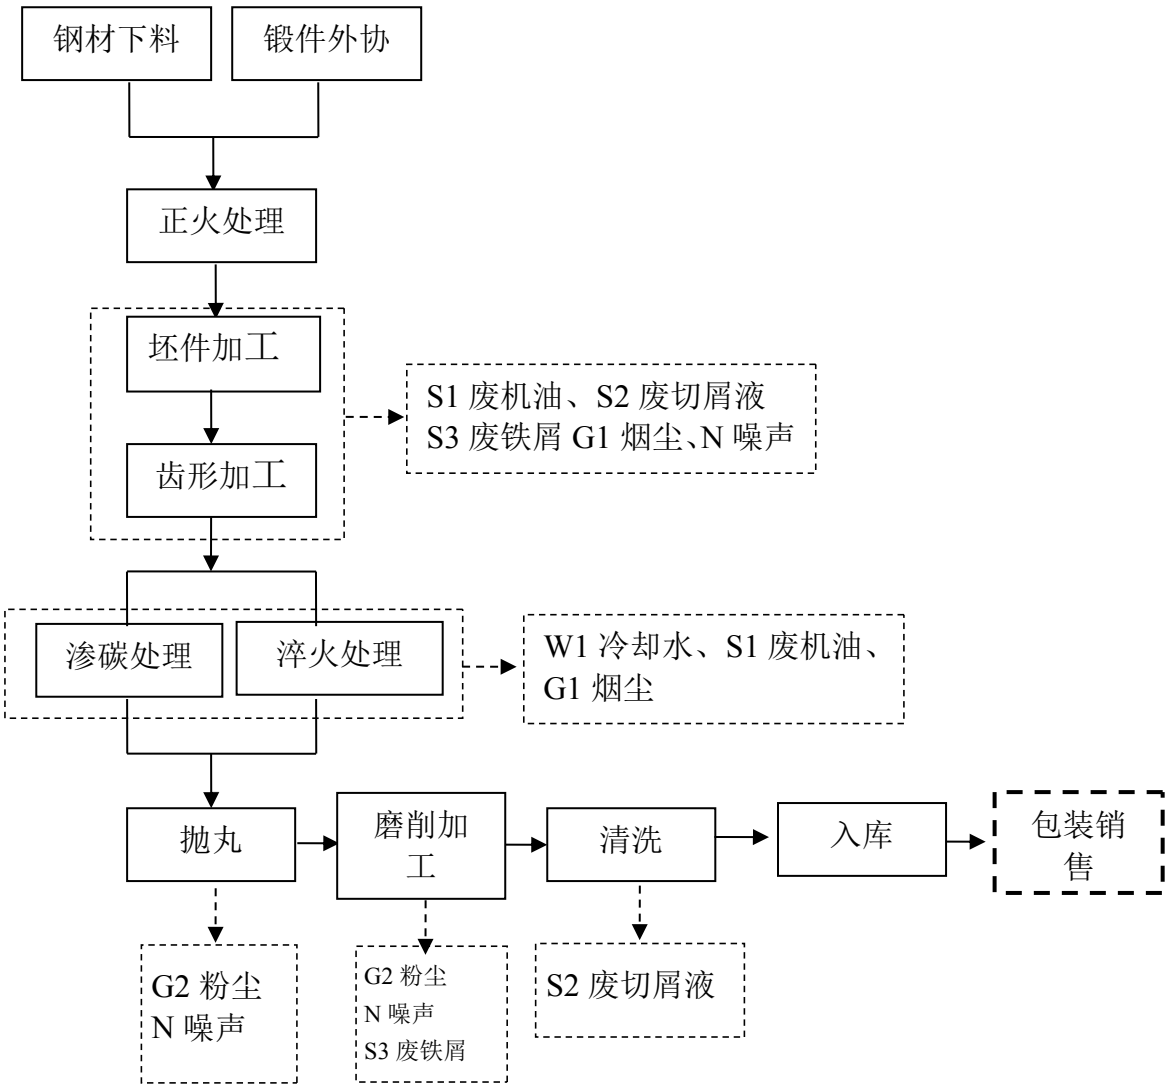 钢材下料
锻件外协
正火处理
坯件加工
齿形加工
S1 废机油、S2 废切屑液
S3 废铁屑 G1 烟尘、N 噪声
渗碳处理
淬火处理
W1 冷却水、S1 废机油、
G1 烟尘
抛丸
磨削加
工
清洗
入库
包装销
售
G2 粉尘
N 噪声
G2 粉尘
N 噪声
S3 废铁屑
S2 废切屑液